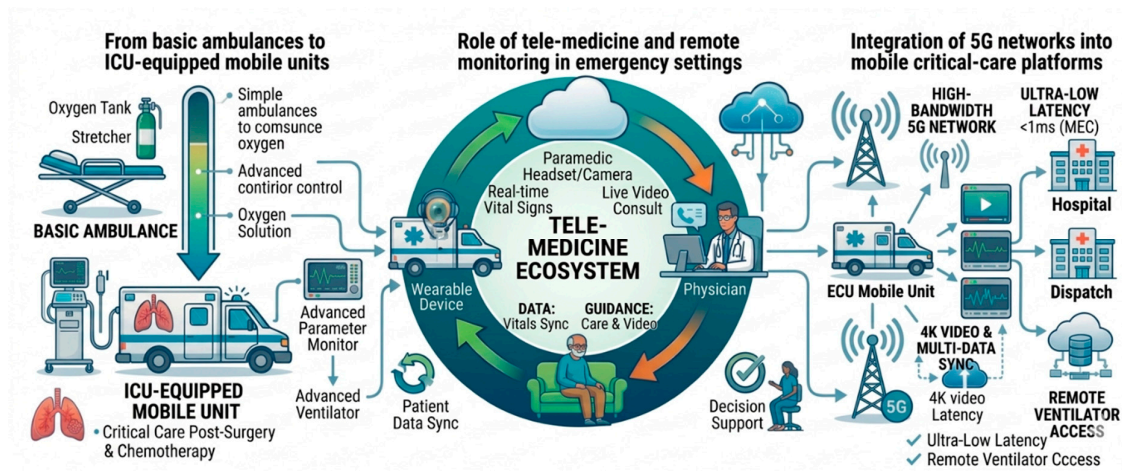 From basic ambulances to
ICU-equipped mobile units
Oxygen Tank
Stretcher
BASIC AMBULANCE
Simple
ambulances
to comsunce
oxygen
Advanced
contirior control
Oxygen
Solution
Advanced
Parameter
Monitor
Advanced
Ventilator
ICU-EQUIPPED
MOBILE UNIT
• Critical Care Post-Surgery
& Chemotherapy
Role of tele-medicine and remote
monitoring in emergency settings
Paramedic
Headset/Camera
Real-time
Vital Signs
Live Video
Consult
TELE-
MEDICINE
ECOSYSTEM
Wearable
Device
Physician
DATA:
Vitals Sync
GUIDANCE:
Care & Video
Patient
Data Sync
Decision
Support
Integration of 5G networks into
mobile critical-care platforms
HIGH-
BANDWIDTH
5G NETWORK
ULTRA-LOW
LATENCY
<1ms (MEC)
Hospital
ECU Mobile Unit
Dispatch
4K VIDEO &
MULTI-DATA
SYNC
4K video
Latency
5G
REMOTE
VENTILATOR
ACCESS
✓ Ultra-Low Latency
✓ Remote Ventilator Cccess